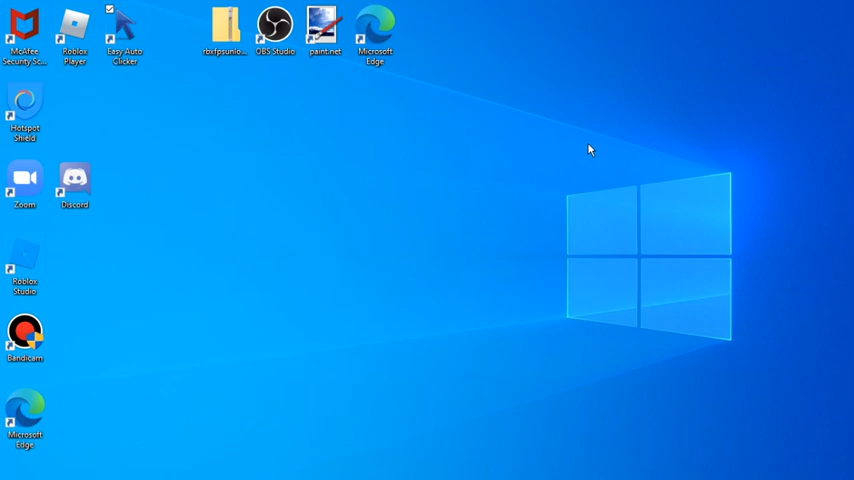 McAfee
Security Sc...
Roblox
Player
Easy Auto
Clicker
rbxfpsunlo...
OBS Studio
paint.net
Microsoft
Edge
Hotspot
Shield
Zoom
Discord
Roblox
Studio
Bandicam
Microsoft
Edge